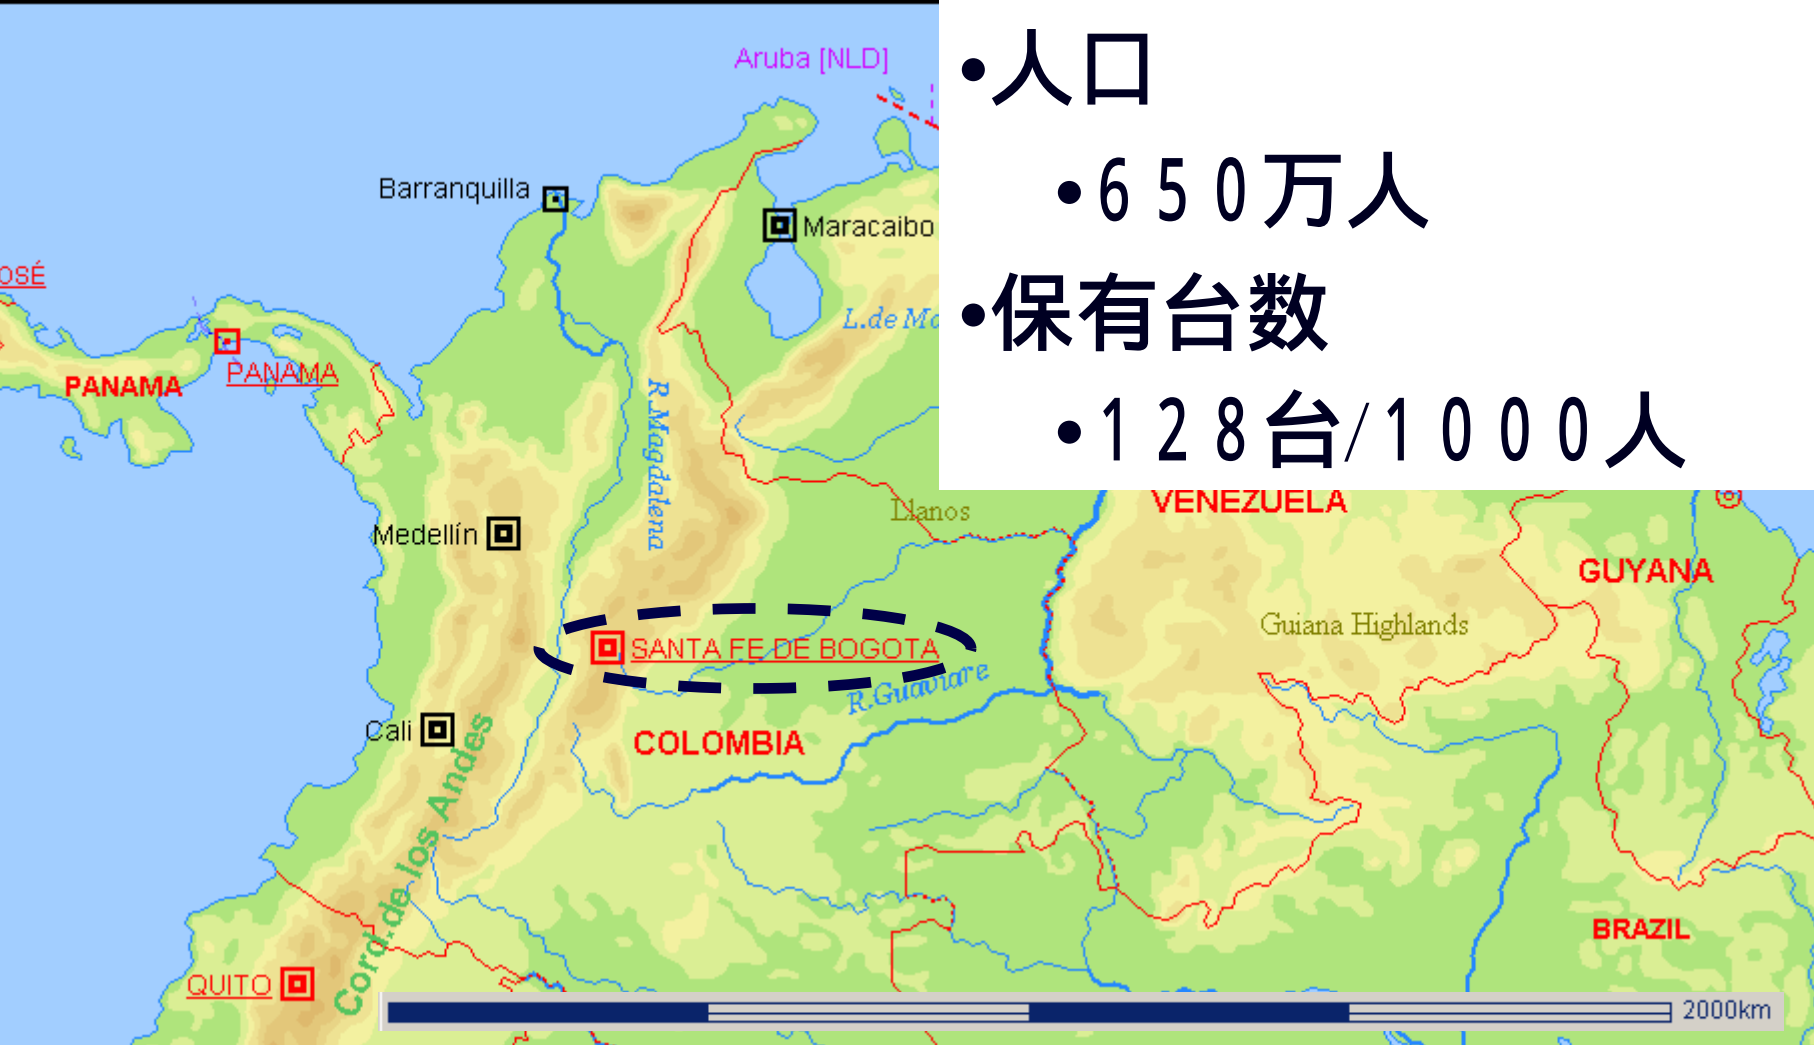 •人口
•６５０万人
•保有台数
•１２８台/１０００人
Aruba [NLD]
Barranquilla
Maracaibo
OSÉ
L.de Mo
PANAMA
PANAMA
R.Magdalena
Llanos
VENEZUELA
Medellín
GUYANA
Guiana Highlands
SANTA FE DE BOGOTA
R.Guaviare
Cali
COLOMBIA
Cord.de los Andes
BRAZIL
QUITO
2000km